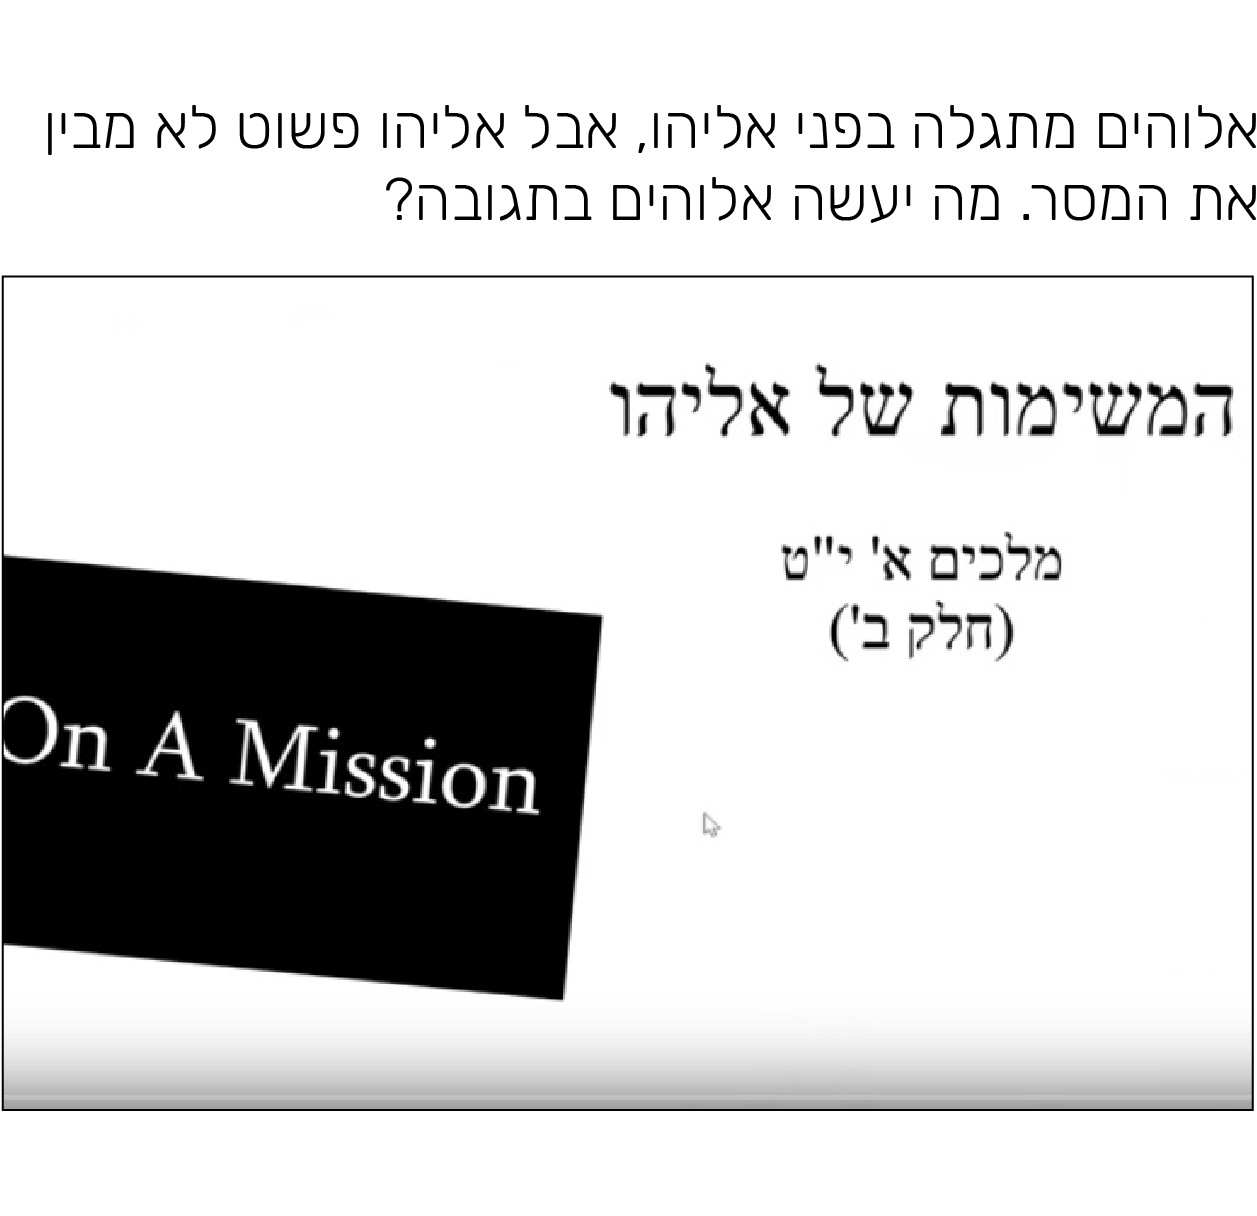 אלוהים מתגלה בפני אליהו, אבל אליהו פשוט לא מבין
את המסר. מה יעשה אלוהים בתגובה?
המשימות של אליהו
מלכים א' י"ט
(חלק ב')
On A Mission